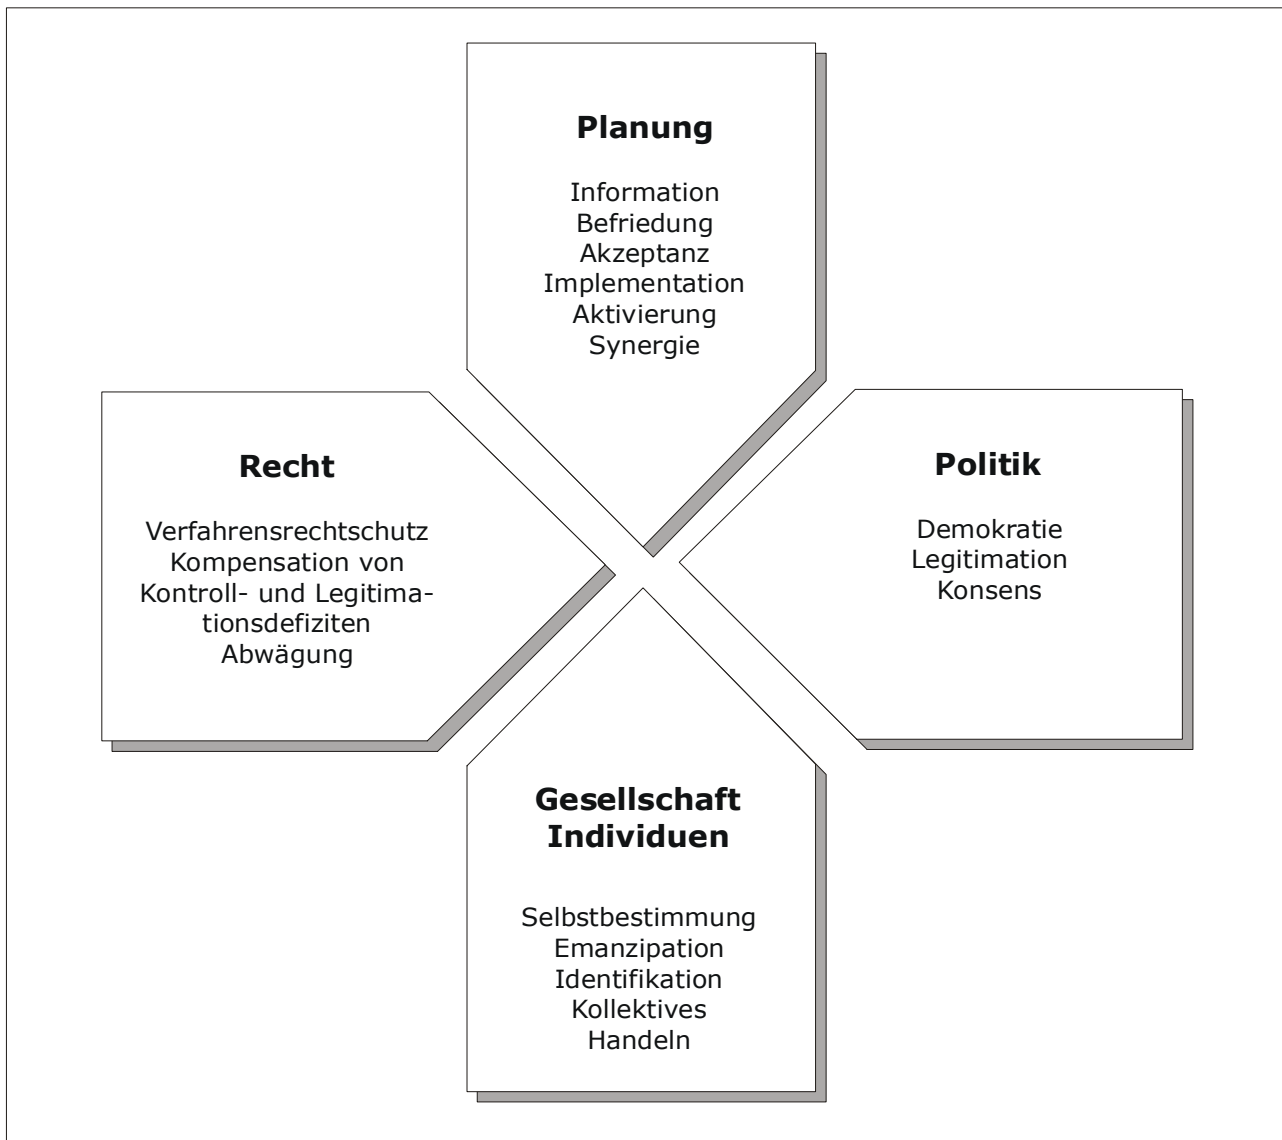 Planung
Information
Befriedung
Akzeptanz
Implementation
Aktivierung
Synergie
Recht
Verfahrensrechtschutz
Kompensation von
Kontroll- und Legitima-
tionsdefiziten
Abwägung
Politik
Demokratie
Legitimation
Konsens
Gesellschaft
Individuen
Selbstbestimmung
Emanzipation
Identifikation
Kollektives
Handeln